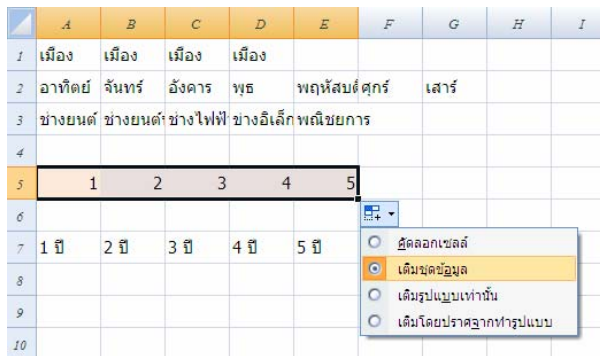 A B C D E F G H I
1 เมือง เมือง เมือง เมือง
2 อาทิตย์ จันทร์ อังคาร พุธ พฤหัสบดี ศุกร์ เสาร์
3 ช่างยนต์ ช่างยนต์ ช่างไฟฟ้ ช่างอิเล็ก พณิชยการ
4
5 1 2 3 4 5
6
7 1 ปี 2 ปี 3 ปี 4 ปี 5 ปี
คัดลอกเซลล์
8
เติมชุดข้อมูล
9
เติมรูปแบบเท่านั้น
เติมโดยปราศจากทำรูปแบบ
10